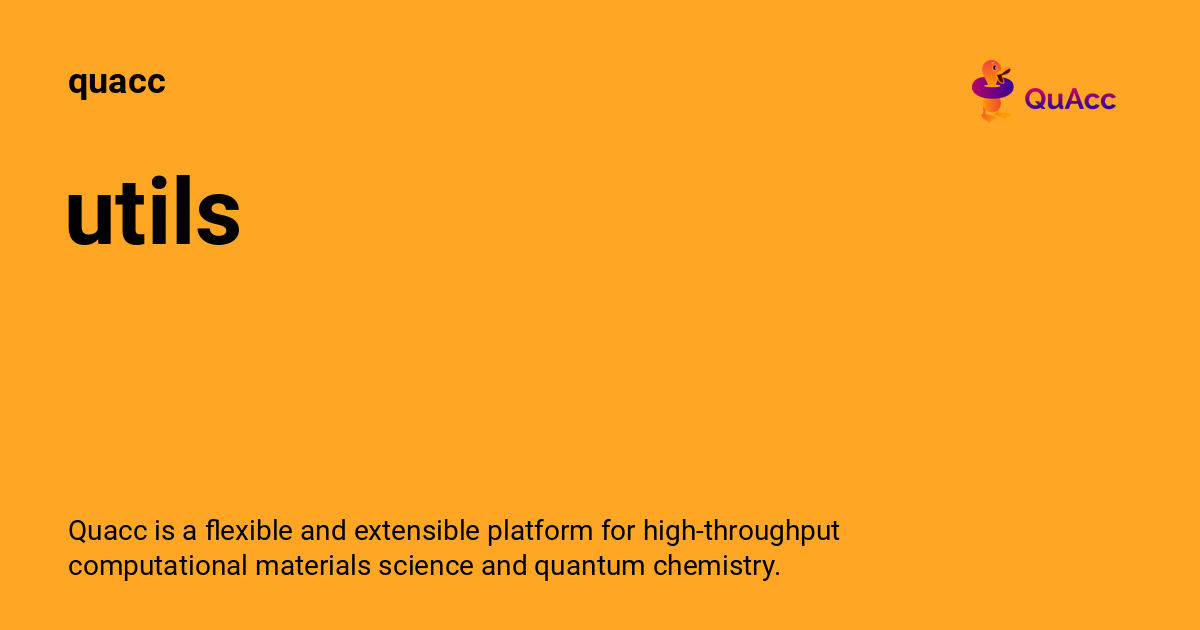 quacc
QuAcc
utils
Quacc is a flexible and extensible platform for high-throughput
computational materials science and quantum chemistry.